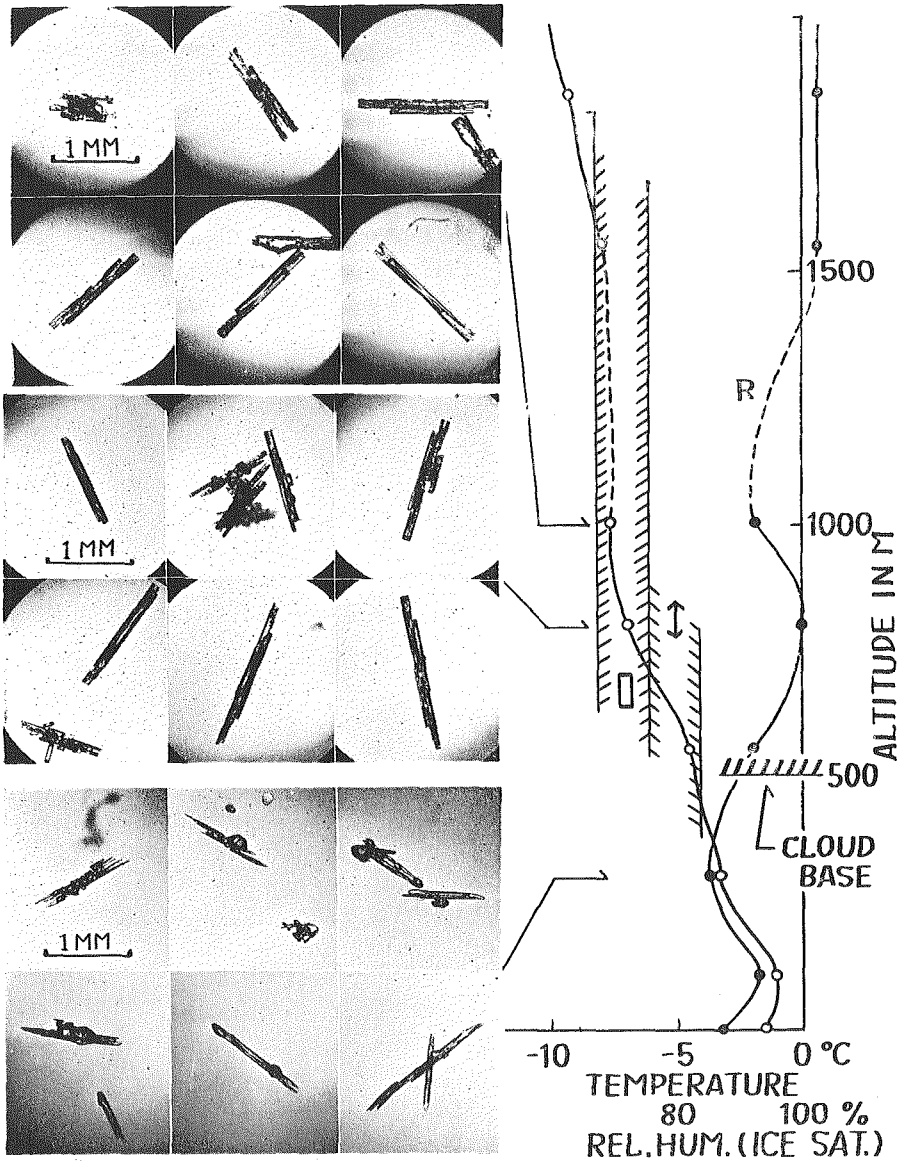 1 MM
1500
R
1 MM
1000
ALTITUDE IN M
500
CLOUD
BASE
1 MM
-10 -5 0 °C
TEMPERATURE
80 100 %
REL. HUM. (ICE SAT.)